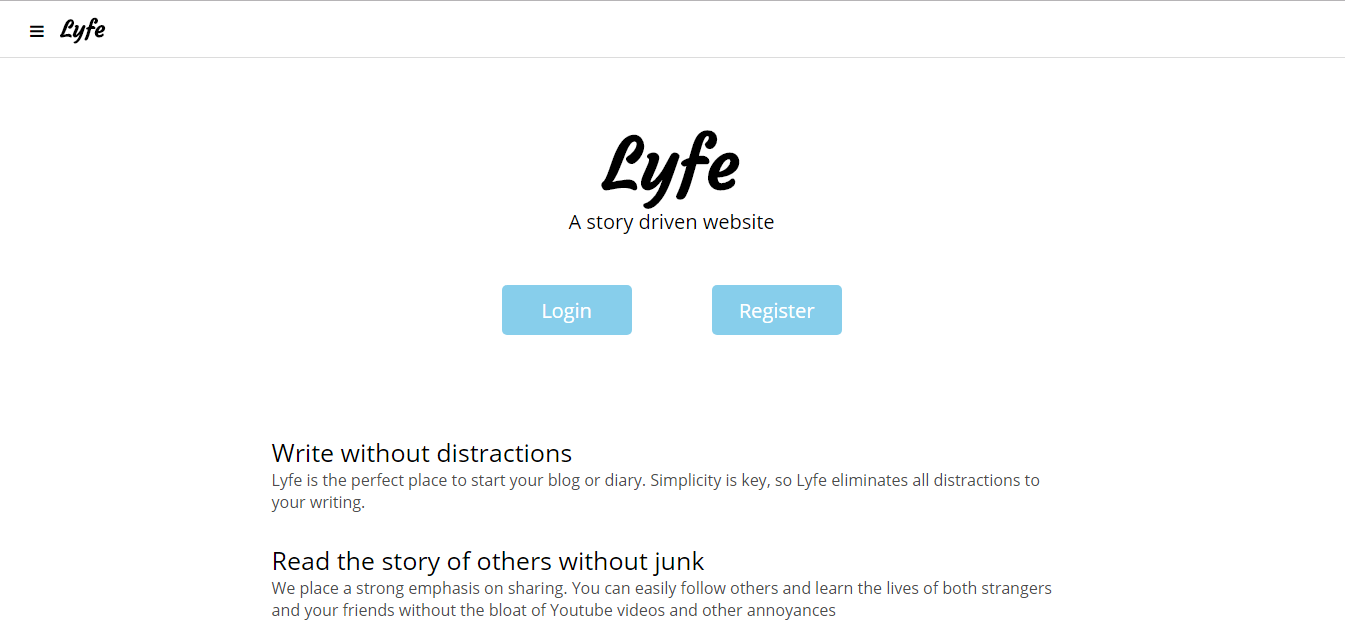 Lyfe
Lyfe
A story driven website
Login
Register
Write without distractions
Lyfe is the perfect place to start your blog or diary. Simplicity is key, so Lyfe eliminates all distractions to
your writing.
Read the story of others without junk
We place a strong emphasis on sharing. You can easily follow others and learn the lives of both strangers
and your friends without the bloat of Youtube videos and other annoyances